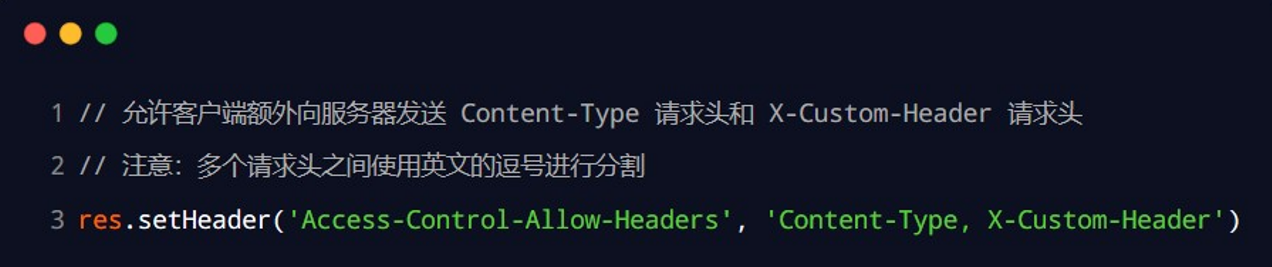 1 // 允许客户端额外向服务器发送 Content-Type 请求头和 X-Custom-Header 请求头
2 // 注意：多个请求头之间使用英文的逗号进行分割
3 res.setHeader('Access-Control-Allow-Headers', 'Content-Type, X-Custom-Header')